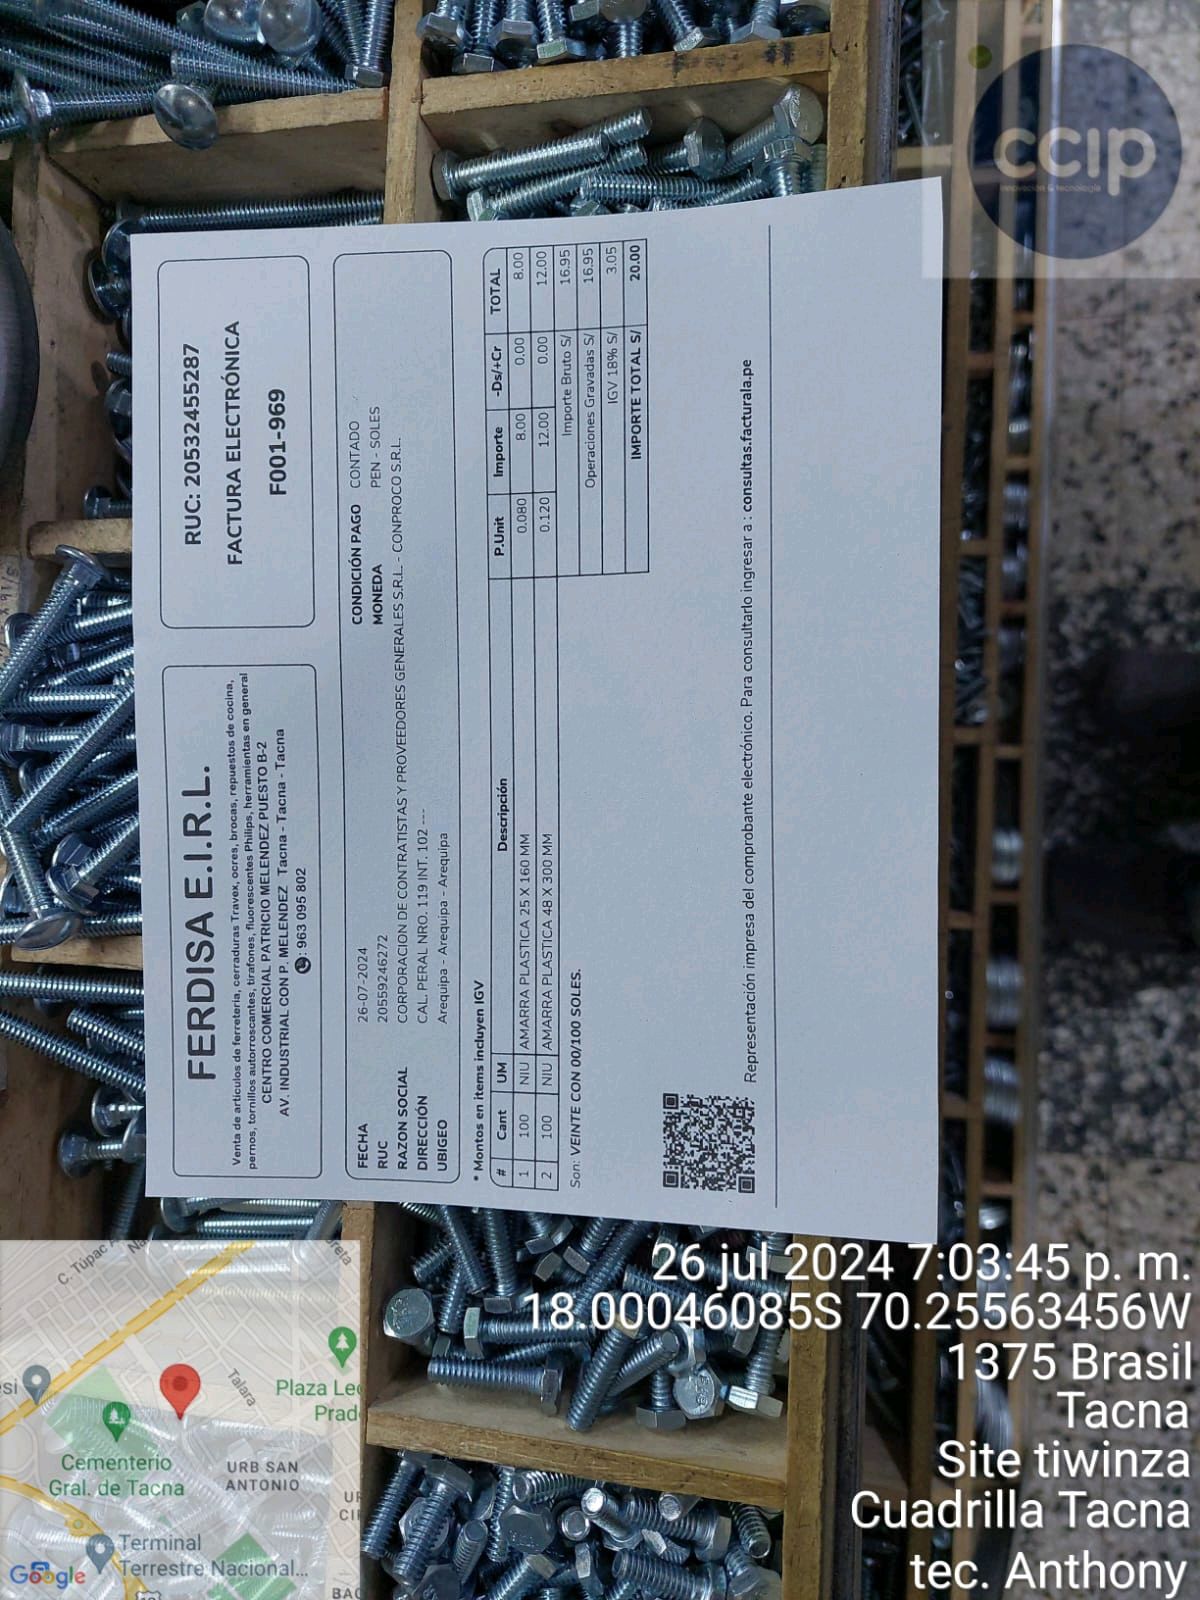 FERDISA E.I.R.L.
Venta de articulos de ferretería, cerraduras Travex, ocres, brocas, repuestos de cocina,
pernos, tornillos autorroscantes, tirafones, fluorescentes Philips, herramientas en general
CENTRO COMERCIAL PATRICIO MELENDEZ PUESTO B-2
AV. INDUSTRIAL CON P. MELENDEZ Tacna - Tacna - Tacna
: 963 095 802
RUC: 20532455287
FACTURA ELECTRÓNICA
F001-969
FECHA 26-07-2024 CONDICIÓN PAGO CONTADO
RUC 20559246272 MONEDA PEN - SOLES
RAZON SOCIAL CORPORACION DE CONTRATISTAS Y PROVEEDORES GENERALES S.R.L. - CONPROCO S.R.L.
DIRECCIÓN CAL. PERAL NRO. 119 INT. 102 ---
UBIGEO Arequipa - Arequipa - Arequipa
* Montos en items incluyen IGV
# Cant UM Descripción P.Unit Importe -Ds/+Cr TOTAL
1 100 NIU AMARRA PLASTICA 25 X 160 MM 0.080 8.00 0.00 8.00
2 100 NIU AMARRA PLASTICA 48 X 300 MM 0.120 12.00 0.00 12.00
Importe Bruto S/ 16.95
Operaciones Gravadas S/ 16.95
IGV 18% S/ 3.05
IMPORTE TOTAL S/ 20.00
Son: VEINTE CON 00/100 SOLES.
Representación impresa del comprobante electrónico. Para consultarlo ingresar a : consultas.facturala.pe
ccip
innovación & tecnología
26 jul 2024 7:03:45 p. m.
18.00046085S 70.25563456W
1375 Brasil
Tacna
Site tiwinza
Cuadrilla Tacna
tec. Anthony
C. Túpac
Talara
Plaza Leo
Prado
Cementerio
Gral. de Tacna
URB SAN
ANTONIO
Terminal
Terrestre Nacional...
Google